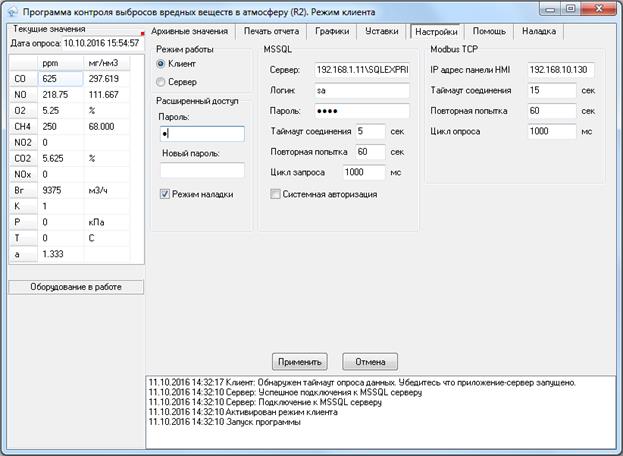 Программа контроля выбросов вредных веществ в атмосферу (R2). Режим клиента
Текущие значения
Дата опроса: 10.10.2016 15:54:57
ppm мг/нм3
CO 625 297.619
NO 218.75 111.667
O2 5.25 %
CH4 250 68.000
NO2 0
CO2 5.625 %
NOx 0
Вг 9375 м3/ч
К 1
Р 0 кПа
Т 0 С
а 1.333
Оборудование в работе
Архивные значения Печать отчета Графики Уставки Настройки Помощь Наладка
Режим работы
Клиент
Сервер
Расширенный доступ
Пароль:
Новый пароль:
Режим наладки
MSSQL
Сервер: 192.168.1.11\SQLEXPRI
Логин: sa
Пароль: ●●●●
Таймаут соединения 5 сек
Повторная попытка 60 сек
Цикл запроса 1000 мс
Системная авторизация
Modbus TCP
IP адрес панели HMI 192.168.10.130
Таймаут соединения 15 сек
Повторная попытка 60 сек
Цикл опроса 1000 мс
Применить Отмена
11.10.2016 14:32:17 Клиент: Обнаружен таймаут опроса данных. Убедитесь что приложение-сервер запущено.
11.10.2016 14:32:10 Сервер: Успешное подключения к MSSQL серверу
11.10.2016 14:32:10 Сервер: Подключение к MSSQL серверу
11.10.2016 14:32:10 Активирован режим клиента
11.10.2016 14:32:10 Запуск программы